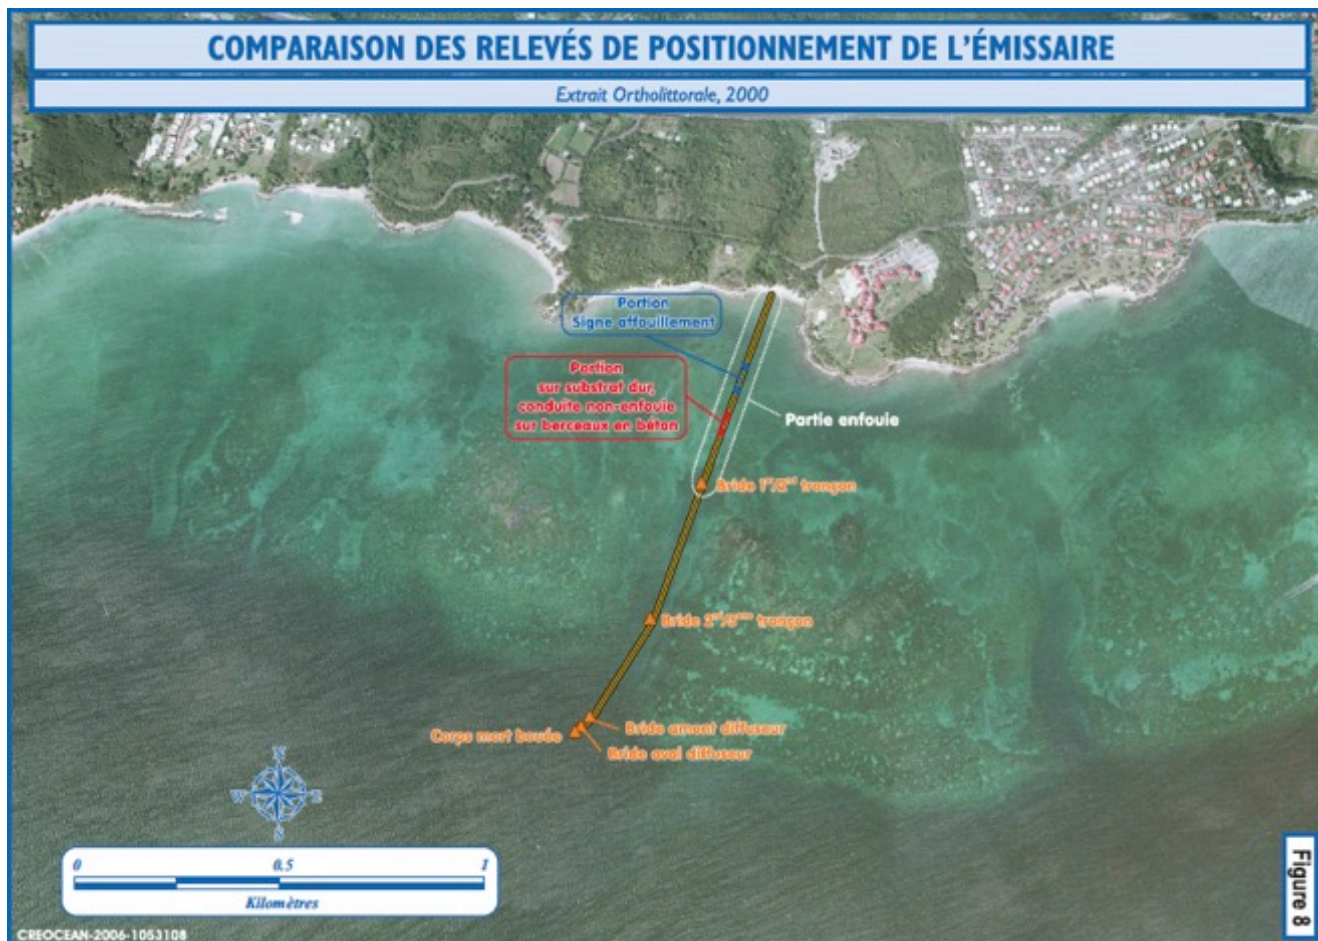 COMPARAISON DES RELEVÉS DE POSITIONNEMENT DE L'ÉMISSAIRE
Extrait Ortholittorale, 2000
Portion
Signe affouillement
Portion
sur substrat dur,
conduite non-enfouie
sur berceaux en béton
Partie enfouie
Bride 1er/2nd tronçon
Bride 2nd/3ème tronçon
Corps mort bouée
Bride amont diffuseur
Bride aval diffuseur
N
W
S
0 0.5 1
Kilomètres
Figure 8
CREOCEAN-2006-1053108